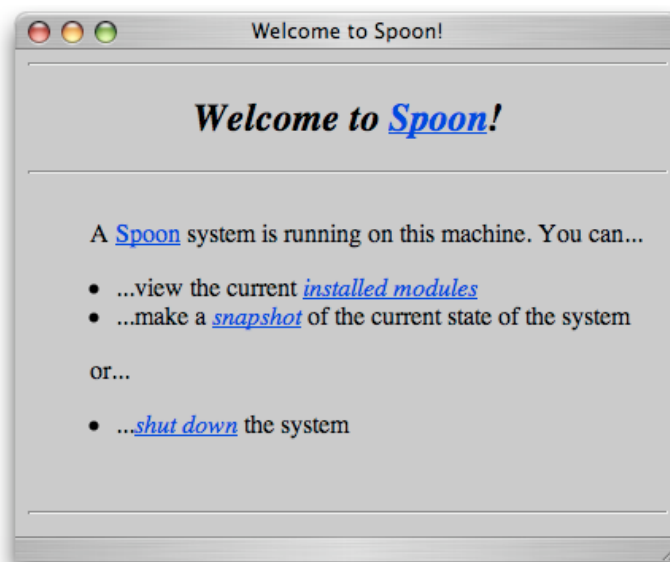 Welcome to Spoon!
Welcome to Spoon!
A Spoon system is running on this machine. You can...
...view the current installed modules
...make a snapshot of the current state of the system
or...
...shut down the system